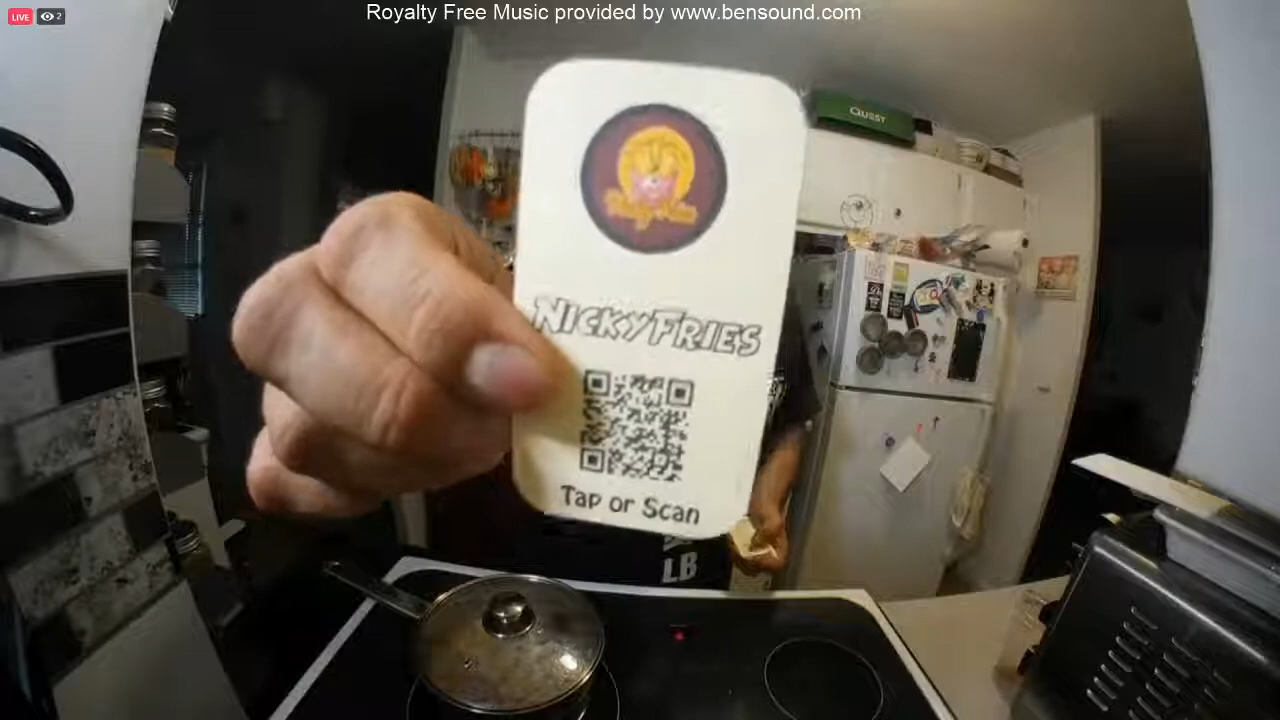 LIVE 2
Royalty Free Music provided by www.bensound.com
QUEST
NICKYFRIES
Tap or Scan
LB